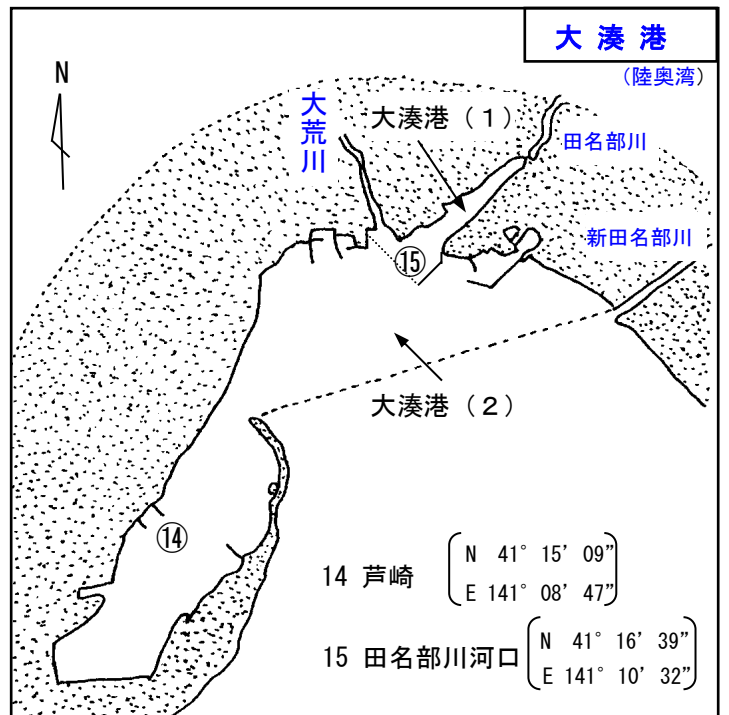 大湊港
(陸奥湾)
N
大荒川
大湊港（１）
田名部川
新田名部川
⑮
大湊港（２）
⑭
14 芦崎
N 41° 15’ 09”
E 141° 08’ 47”
15 田名部川河口
N 41° 16’ 39”
E 141° 10’ 32”